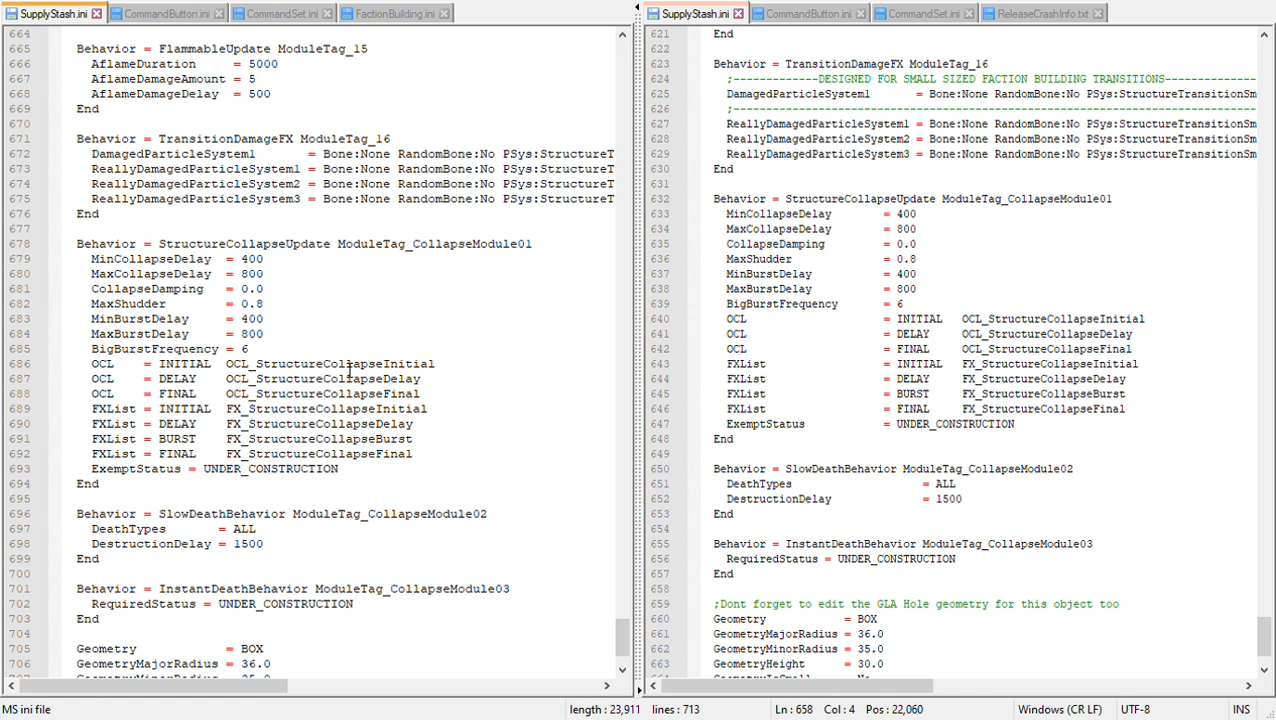 SupplyStash.ini CommandButton.ini CommandSet.ini FactionBuilding.ini
664
665 Behavior = FlammableUpdate ModuleTag_15
666 AflameDuration = 5000
667 AflameDamageAmount = 5
668 AflameDamageDelay = 500
669 End
670
671 Behavior = TransitionDamageFX ModuleTag_16
672 DamagedParticleSystem1 = Bone:None RandomBone:No PSys:StructureT
673 ReallyDamagedParticleSystem1 = Bone:None RandomBone:No PSys:StructureT
674 ReallyDamagedParticleSystem2 = Bone:None RandomBone:No PSys:StructureT
675 ReallyDamagedParticleSystem3 = Bone:None RandomBone:No PSys:StructureT
676 End
677
678 Behavior = StructureCollapseUpdate ModuleTag_CollapseModule01
679 MinCollapseDelay = 400
680 MaxCollapseDelay = 800
681 CollapseDamping = 0.0
682 MaxShudder = 0.8
683 MinBurstDelay = 400
684 MaxBurstDelay = 800
685 BigBurstFrequency = 6
686 OCL = INITIAL OCL_StructureCollapseInitial
687 OCL = DELAY OCL_StructureCollapseDelay
688 OCL = FINAL OCL_StructureCollapseFinal
689 FXList = INITIAL FX_StructureCollapseInitial
690 FXList = DELAY FX_StructureCollapseDelay
691 FXList = BURST FX_StructureCollapseBurst
692 FXList = FINAL FX_StructureCollapseFinal
693 ExemptStatus = UNDER_CONSTRUCTION
694 End
695
696 Behavior = SlowDeathBehavior ModuleTag_CollapseModule02
697 DeathTypes = ALL
698 DestructionDelay = 1500
699 End
700
701 Behavior = InstantDeathBehavior ModuleTag_CollapseModule03
702 RequiredStatus = UNDER_CONSTRUCTION
703 End
704
705 Geometry = BOX
706 GeometryMajorRadius = 36.0
SupplyStash.ini CommandButton.ini CommandSet.ini ReleaseCrashInfo.txt
621 End
622
623 Behavior = TransitionDamageFX ModuleTag_16
624 ;-------------DESIGNED FOR SMALL SIZED FACTION BUILDING TRANSITIONS-------------
625 DamagedParticleSystem1 = Bone:None RandomBone:No PSys:StructureTransitionSm
626 ;-------------------------------------------------------------------------------
627 ReallyDamagedParticleSystem1 = Bone:None RandomBone:No PSys:StructureTransitionSm
628 ReallyDamagedParticleSystem2 = Bone:None RandomBone:No PSys:StructureTransitionSm
629 ReallyDamagedParticleSystem3 = Bone:None RandomBone:No PSys:StructureTransitionSm
630 End
631
632 Behavior = StructureCollapseUpdate ModuleTag_CollapseModule01
633 MinCollapseDelay = 400
634 MaxCollapseDelay = 800
635 CollapseDamping = 0.0
636 MaxShudder = 0.8
637 MinBurstDelay = 400
638 MaxBurstDelay = 800
639 BigBurstFrequency = 6
640 OCL = INITIAL OCL_StructureCollapseInitial
641 OCL = DELAY OCL_StructureCollapseDelay
642 OCL = FINAL OCL_StructureCollapseFinal
643 FXList = INITIAL FX_StructureCollapseInitial
644 FXList = DELAY FX_StructureCollapseDelay
645 FXList = BURST FX_StructureCollapseBurst
646 FXList = FINAL FX_StructureCollapseFinal
647 ExemptStatus = UNDER_CONSTRUCTION
648 End
649
650 Behavior = SlowDeathBehavior ModuleTag_CollapseModule02
651 DeathTypes = ALL
652 DestructionDelay = 1500
653 End
654
655 Behavior = InstantDeathBehavior ModuleTag_CollapseModule03
656 RequiredStatus = UNDER_CONSTRUCTION
657 End
658
659 ;Dont forget to edit the GLA Hole geometry for this object too
660 Geometry = BOX
661 GeometryMajorRadius = 36.0
662 GeometryMinorRadius = 35.0
663 GeometryHeight = 30.0
MS ini file length : 23,911 lines : 713 Ln : 658 Col : 4 Pos : 22,060 Windows (CR LF) UTF-8 INS